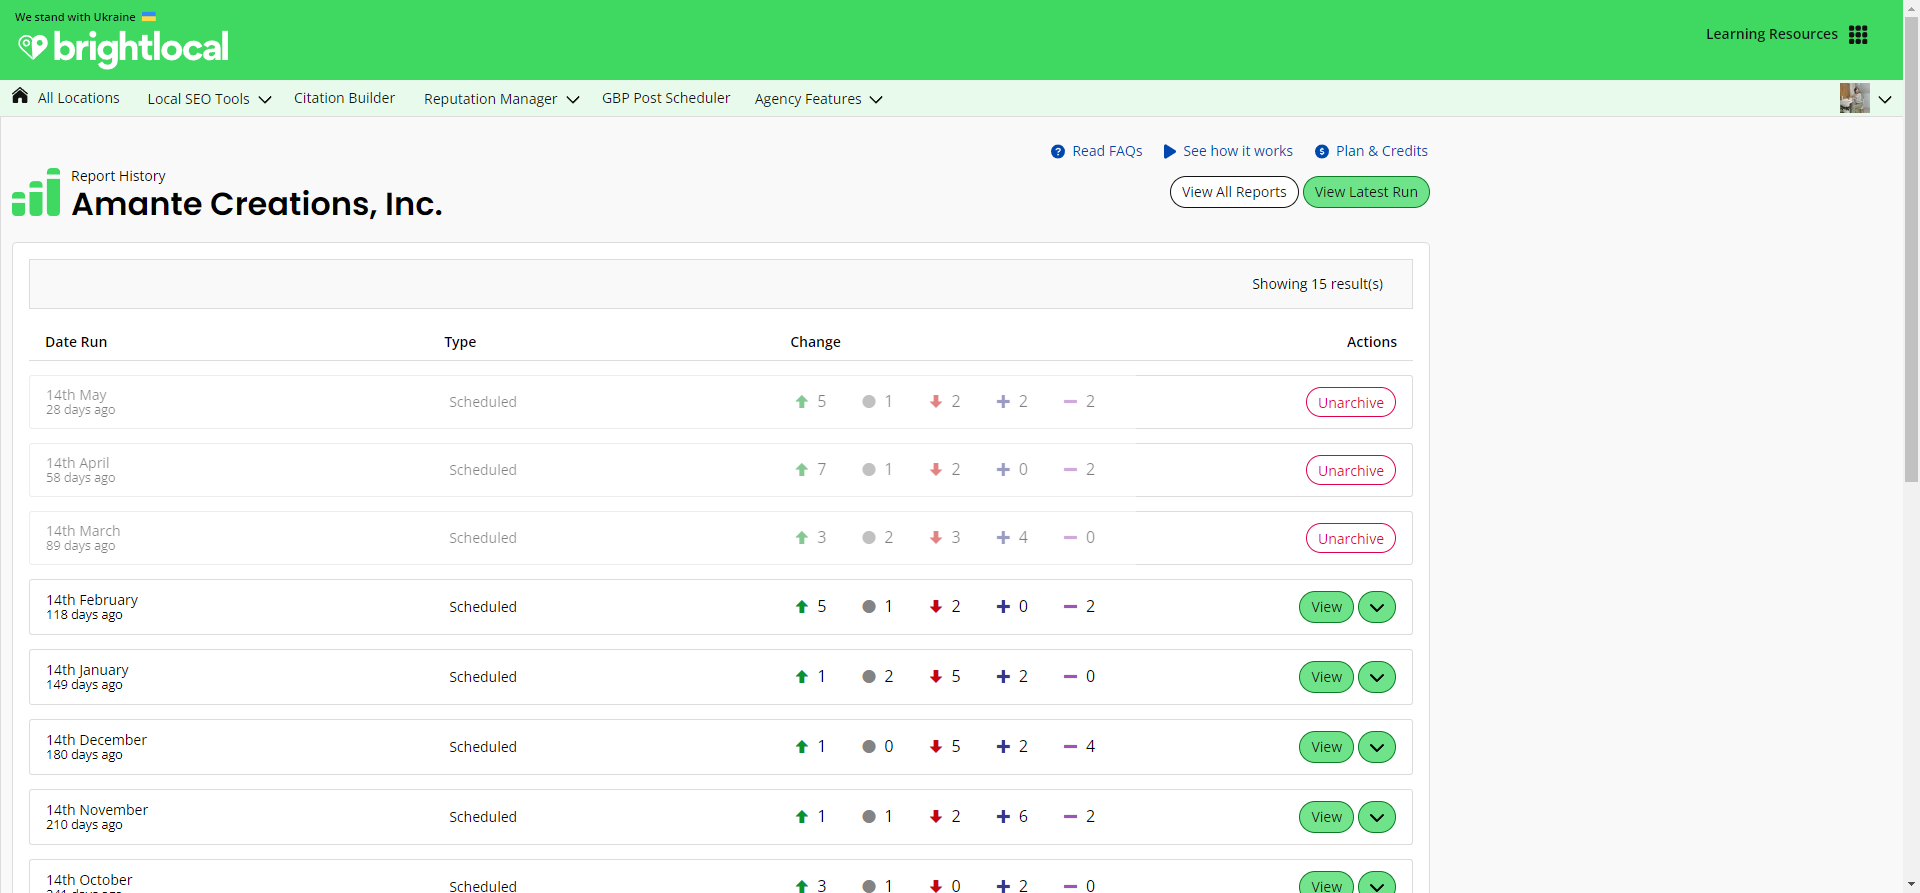 We stand with Ukraine
brightlocal
Learning Resources
All Locations Local SEO Tools Citation Builder Reputation Manager GBP Post Scheduler Agency Features
Read FAQs See how it works Plan & Credits
Report History
Amante Creations, Inc.
View All Reports View Latest Run
Showing 15 result(s)
Date Run Type Change Actions
14th May
28 days ago
Scheduled 5 1 2 2 2 Unarchive
14th April
58 days ago
Scheduled 7 1 2 0 2 Unarchive
14th March
89 days ago
Scheduled 3 2 3 4 0 Unarchive
14th February
118 days ago
Scheduled 5 1 2 0 2 View
14th January
149 days ago
Scheduled 1 2 5 2 0 View
14th December
180 days ago
Scheduled 1 0 5 2 4 View
14th November
210 days ago
Scheduled 1 1 2 6 2 View
14th October
Scheduled 3 1 0 2 0 View